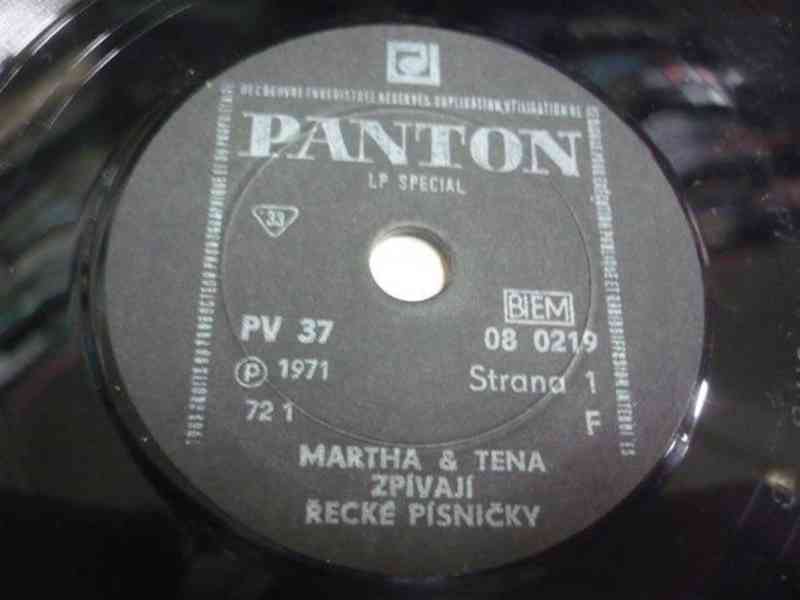 PANTON
LP SPECIAL
33
BIEM
PV 37
08 0219
Ⓟ 1971
Strana 1
72 1
F
MARTHA & TENA
ZPÍVAJÍ
ŘECKÉ PÍSNIČKY